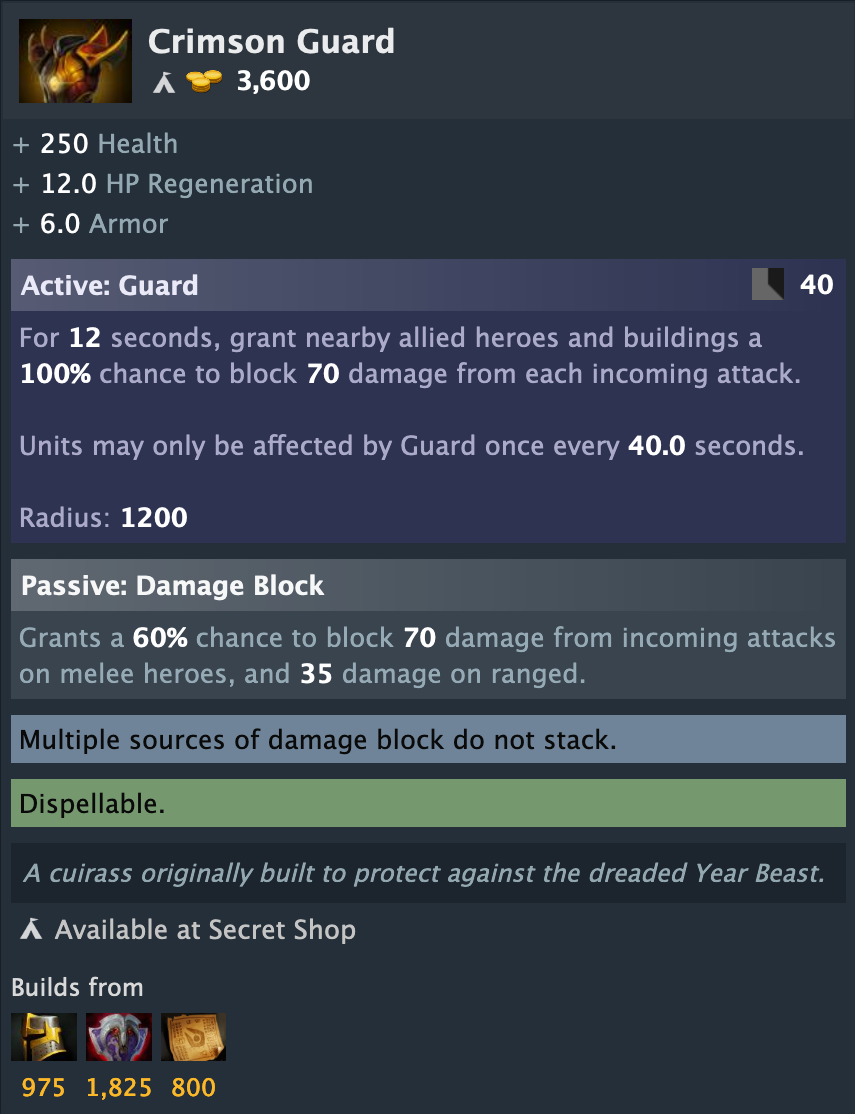 Crimson Guard
3,600
+ 250 Health
+ 12.0 HP Regeneration
+ 6.0 Armor
Active: Guard 40
For 12 seconds, grant nearby allied heroes and buildings a
100% chance to block 70 damage from each incoming attack.
Units may only be affected by Guard once every 40.0 seconds.
Radius: 1200
Passive: Damage Block
Grants a 60% chance to block 70 damage from incoming attacks
on melee heroes, and 35 damage on ranged.
Multiple sources of damage block do not stack.
Dispellable.
A cuirass originally built to protect against the dreaded Year Beast.
Available at Secret Shop
Builds from
975 1,825 800